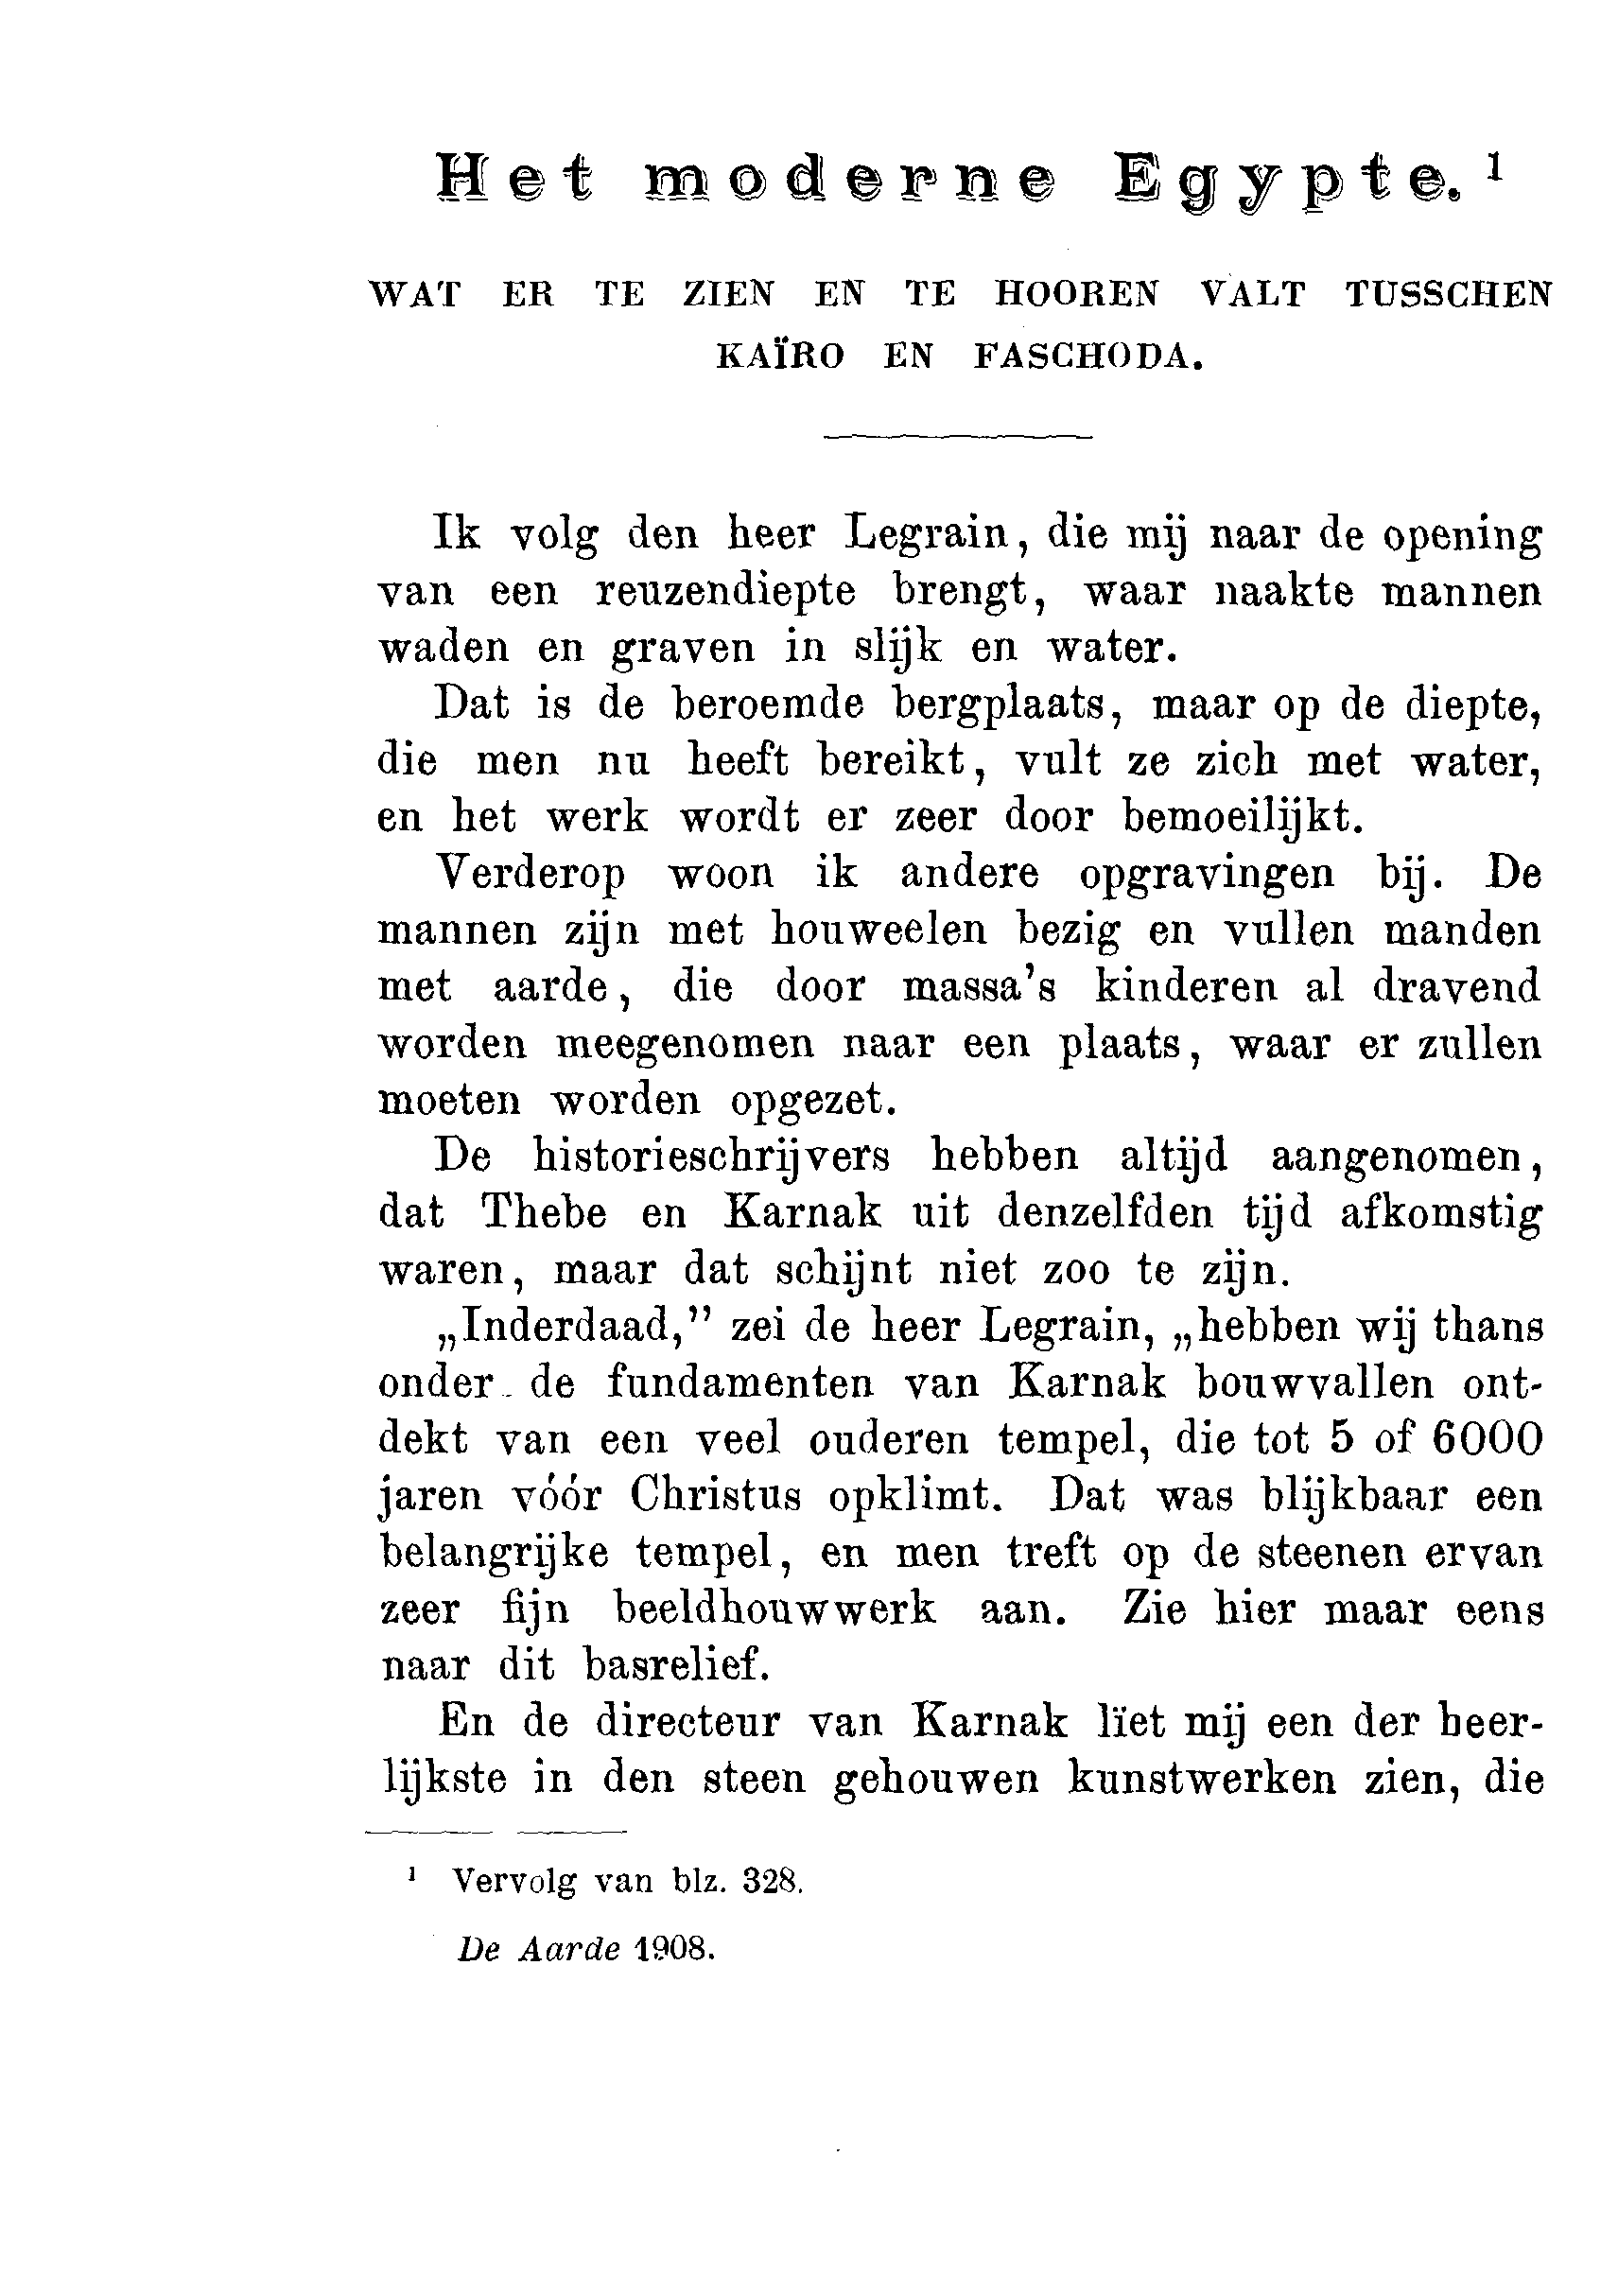 Het moderne Egypte. ¹
WAT ER TE ZIEN EN TE HOOREN VALT TUSSCHEN
KAÏRO EN FASCHODA.
Ik volg den heer Legrain, die mij naar de opening
van een reuzendiepte brengt, waar naakte mannen
waden en graven in slijk en water.
Dat is de beroemde bergplaats, maar op de diepte,
die men nu heeft bereikt, vult ze zich met water,
en het werk wordt er zeer door bemoeilijkt.
Verderop woon ik andere opgravingen bij. De
mannen zijn met houweelen bezig en vullen manden
met aarde, die door massa's kinderen al dravend
worden meegenomen naar een plaats, waar er zullen
moeten worden opgezet.
De historieschrijvers hebben altijd aangenomen,
dat Thebe en Karnak uit denzelfden tijd afkomstig
waren, maar dat schijnt niet zoo te zijn.
„Inderdaad,” zei de heer Legrain, „hebben wij thans
onder de fundamenten van Karnak bouwvallen ont-
dekt van een veel ouderen tempel, die tot 5 of 6000
jaren vóór Christus opklimt. Dat was blijkbaar een
belangrijke tempel, en men treft op de steenen ervan
zeer fijn beeldhouwwerk aan. Zie hier maar eens
naar dit basrelief.
En de directeur van Karnak liet mij een der heer-
lijkste in den steen gehouwen kunstwerken zien, die
¹ Vervolg van blz. 328.
De Aarde 1908.